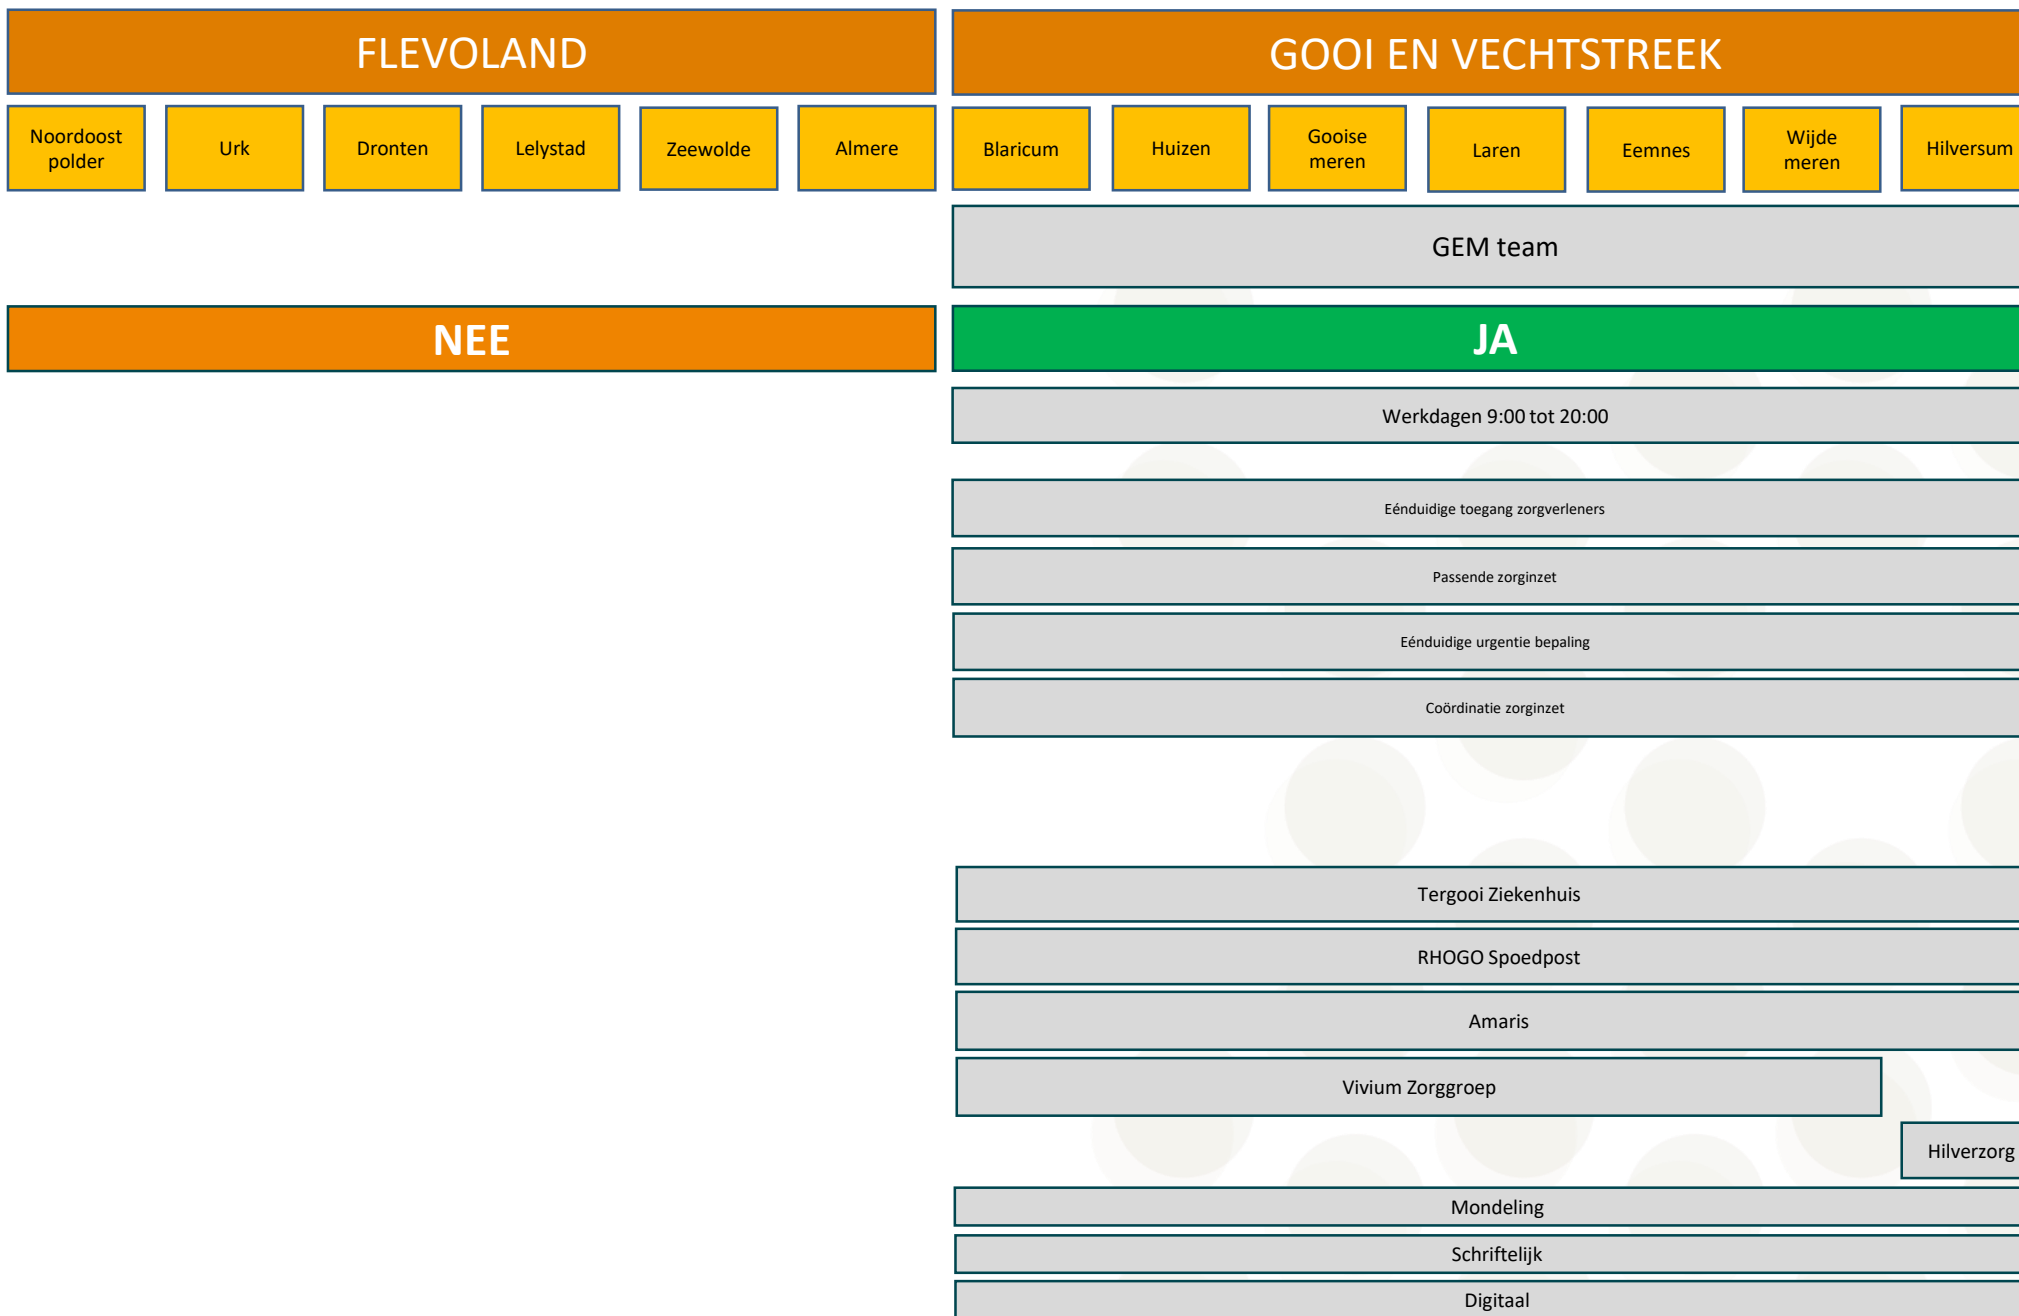 FLEVOLAND
GOOI EN VECHTSTREEK
Noordoost
polder
Urk
Dronten
Lelystad
Zeewolde
Almere
Blaricum
Huizen
Gooise
meren
Laren
Eemnes
Wijde
meren
Hilversum
GEM team
NEE
JA
Werkdagen 9:00 tot 20:00
Eénduidige toegang zorgverleners
Passende zorginzet
Eénduidige urgentie bepaling
Coördinatie zorginzet
Tergooi Ziekenhuis
RHOGO Spoedpost
Amaris
Vivium Zorggroep
Hilverzorg
Mondeling
Schriftelijk
Digitaal